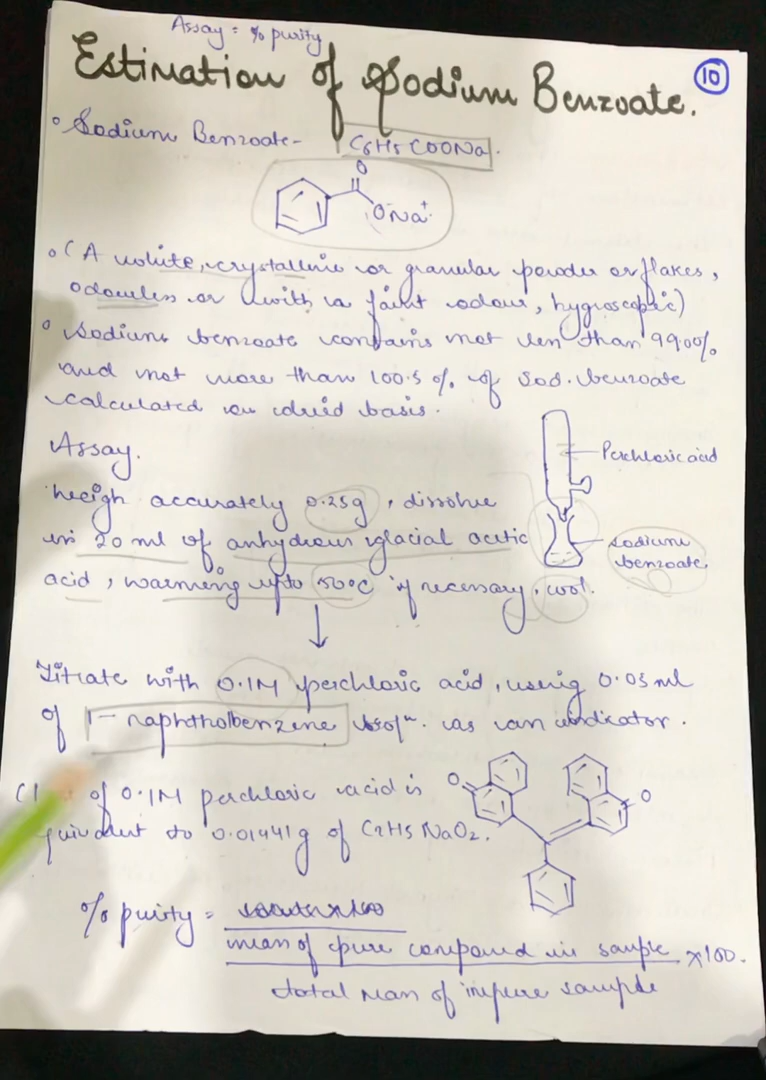 Assay = % purity
Estimation of Sodium Benzoate.
10
Sodium Benzoate - C6H5COONa.
O
O⁻Na⁺
(A white, crystalline or granular powder or flakes,
odourless or with a faint odour, hygroscopic)
Sodium benzoate contains not less than 99.00%
and not more than 100.5 % of Sod. benzoate
calculated on dried basis.
Assay.
Weigh accurately 0.25g, dissolve
in 20 ml of anhydrous glacial acetic
acid, warming upto 50°C if necessary, cool.
Perchloric acid
sodium
benzoate
Titrate with 0.1M perchloric acid, using 0.05 ml
of 1-naphtholbenzene solⁿ. as an indicator.
of 0.1M perchloric acid is
quivalent to 0.01441g of C7H5NaO2.
O
O
% purity =
mean of pure compound in sample × 100.
total mean of impure sample